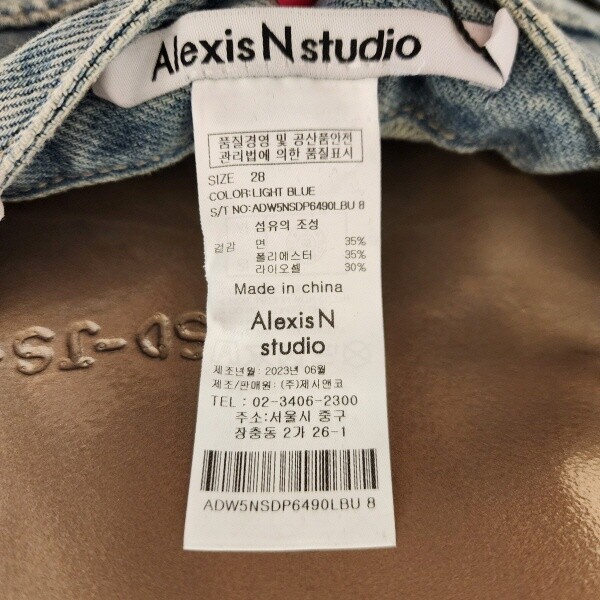 Alexis N studio
품질경영 및 공산품안전
관리법에 의한 품질표시
SIZE 28
COLOR:LIGHT BLUE
S/T NO:ADW5NSDP6490LBU 8
섬유의 조성
겉감 면 35%
폴리에스터 35%
라이오셀 30%
Made in china
Alexis N
studio
제조년월 : 2023년 06월
제조/판매원 : (주)제시앤코
TEL : 02-3406-2300
주소:서울시 중구
장충동 2가 26-1
ADW5NSDP6490LBU 8